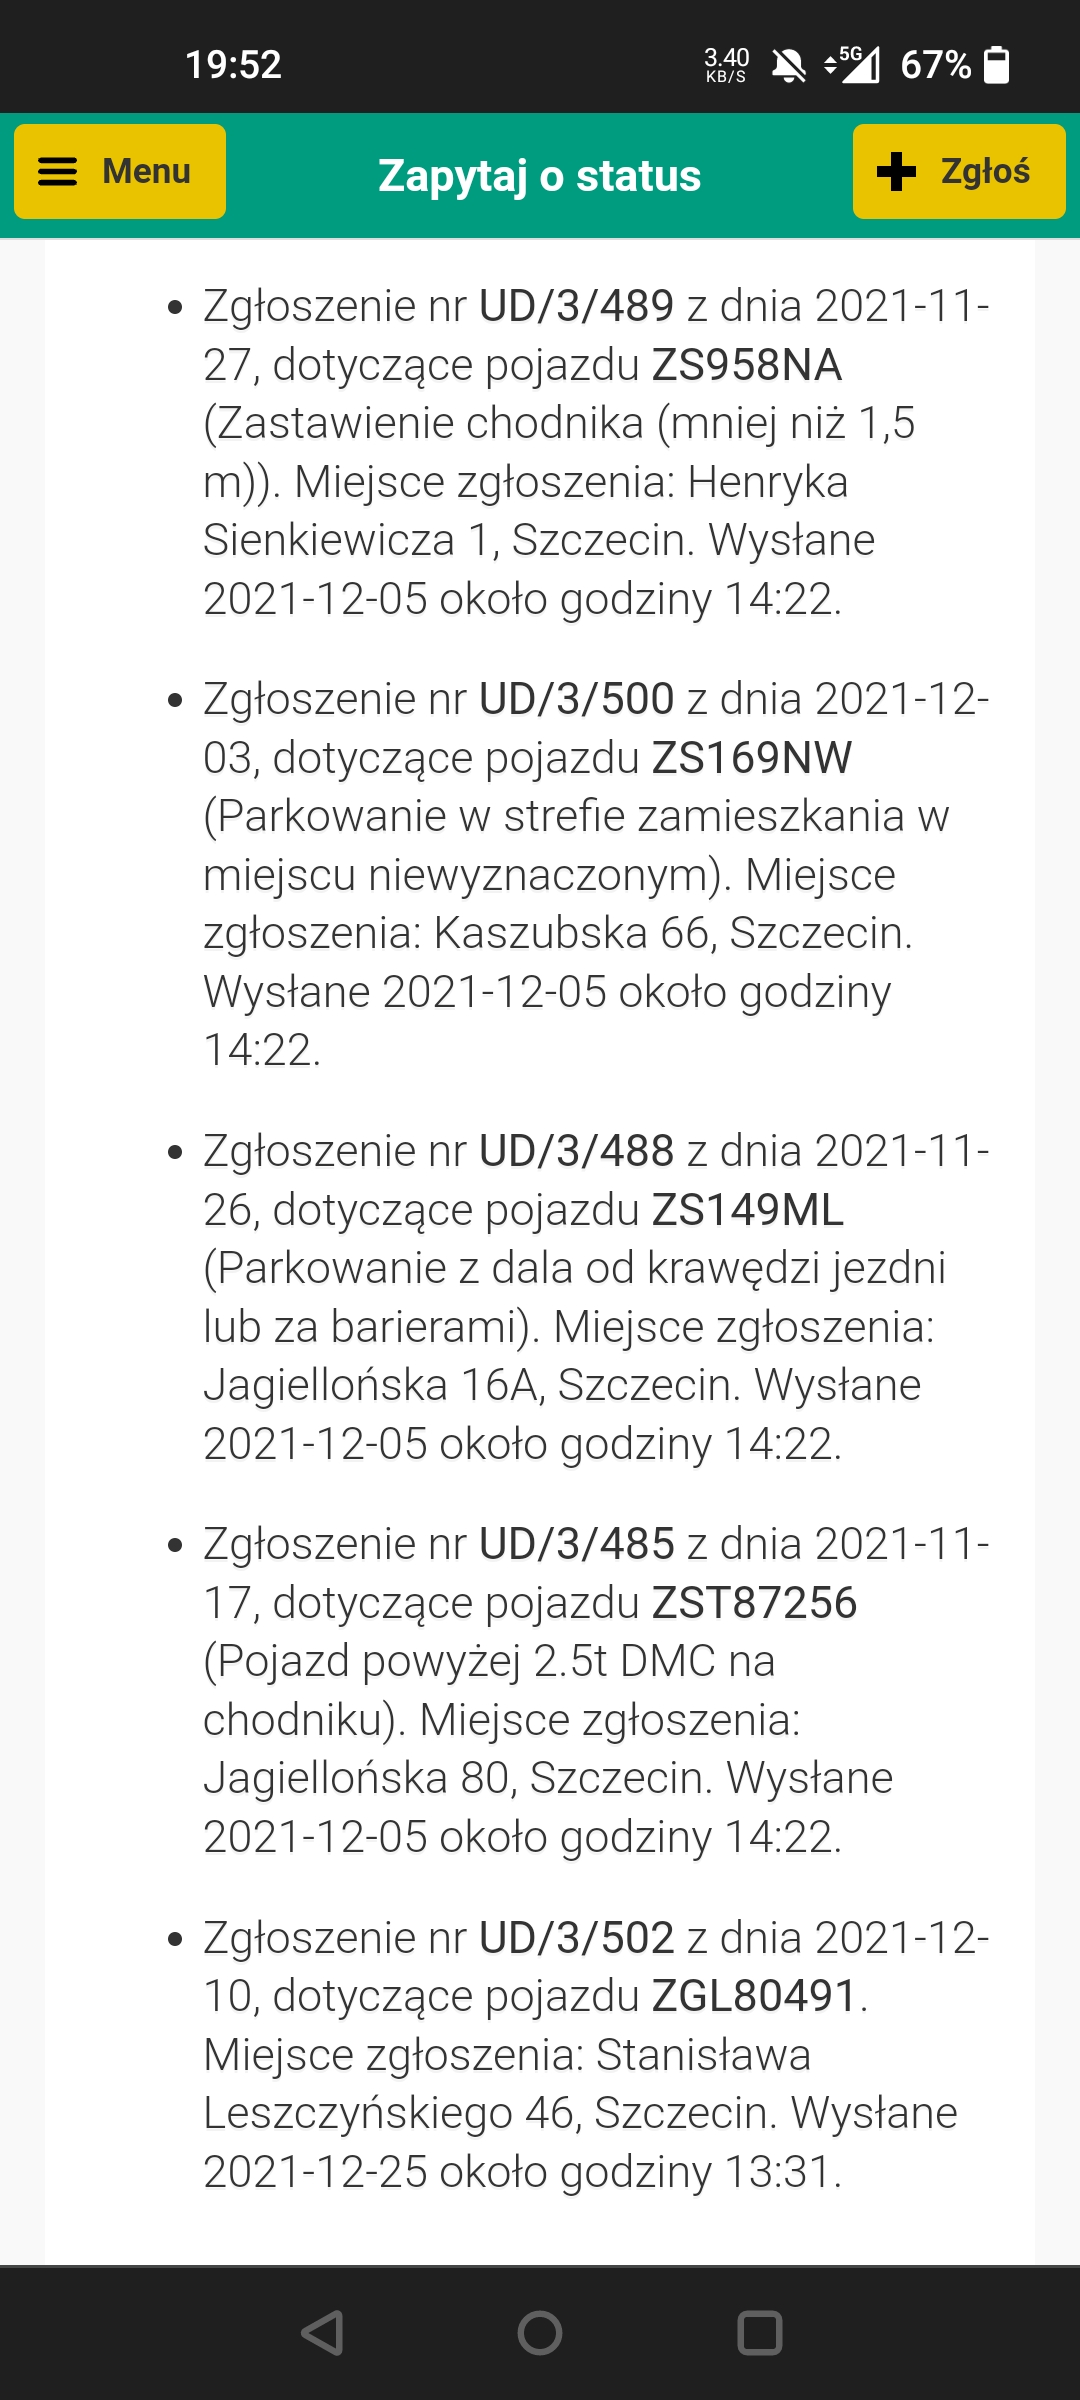 19:52
3.40
KB/S
5G
67%
Menu
Zapytaj o status
Zgłoś
Zgłoszenie nr UD/3/489 z dnia 2021-11-
27, dotyczące pojazdu ZS958NA
(Zastawienie chodnika (mniej niż 1,5
m)). Miejsce zgłoszenia: Henryka
Sienkiewicza 1, Szczecin. Wysłane
2021-12-05 około godziny 14:22.
Zgłoszenie nr UD/3/500 z dnia 2021-12-
03, dotyczące pojazdu ZS169NW
(Parkowanie w strefie zamieszkania w
miejscu niewyznaczonym). Miejsce
zgłoszenia: Kaszubska 66, Szczecin.
Wysłane 2021-12-05 około godziny
14:22.
Zgłoszenie nr UD/3/488 z dnia 2021-11-
26, dotyczące pojazdu ZS149ML
(Parkowanie z dala od krawędzi jezdni
lub za barierami). Miejsce zgłoszenia:
Jagiellońska 16A, Szczecin. Wysłane
2021-12-05 około godziny 14:22.
Zgłoszenie nr UD/3/485 z dnia 2021-11-
17, dotyczące pojazdu ZST87256
(Pojazd powyżej 2.5t DMC na
chodniku). Miejsce zgłoszenia:
Jagiellońska 80, Szczecin. Wysłane
2021-12-05 około godziny 14:22.
Zgłoszenie nr UD/3/502 z dnia 2021-12-
10, dotyczące pojazdu ZGL80491.
Miejsce zgłoszenia: Stanisława
Leszczyńskiego 46, Szczecin. Wysłane
2021-12-25 około godziny 13:31.